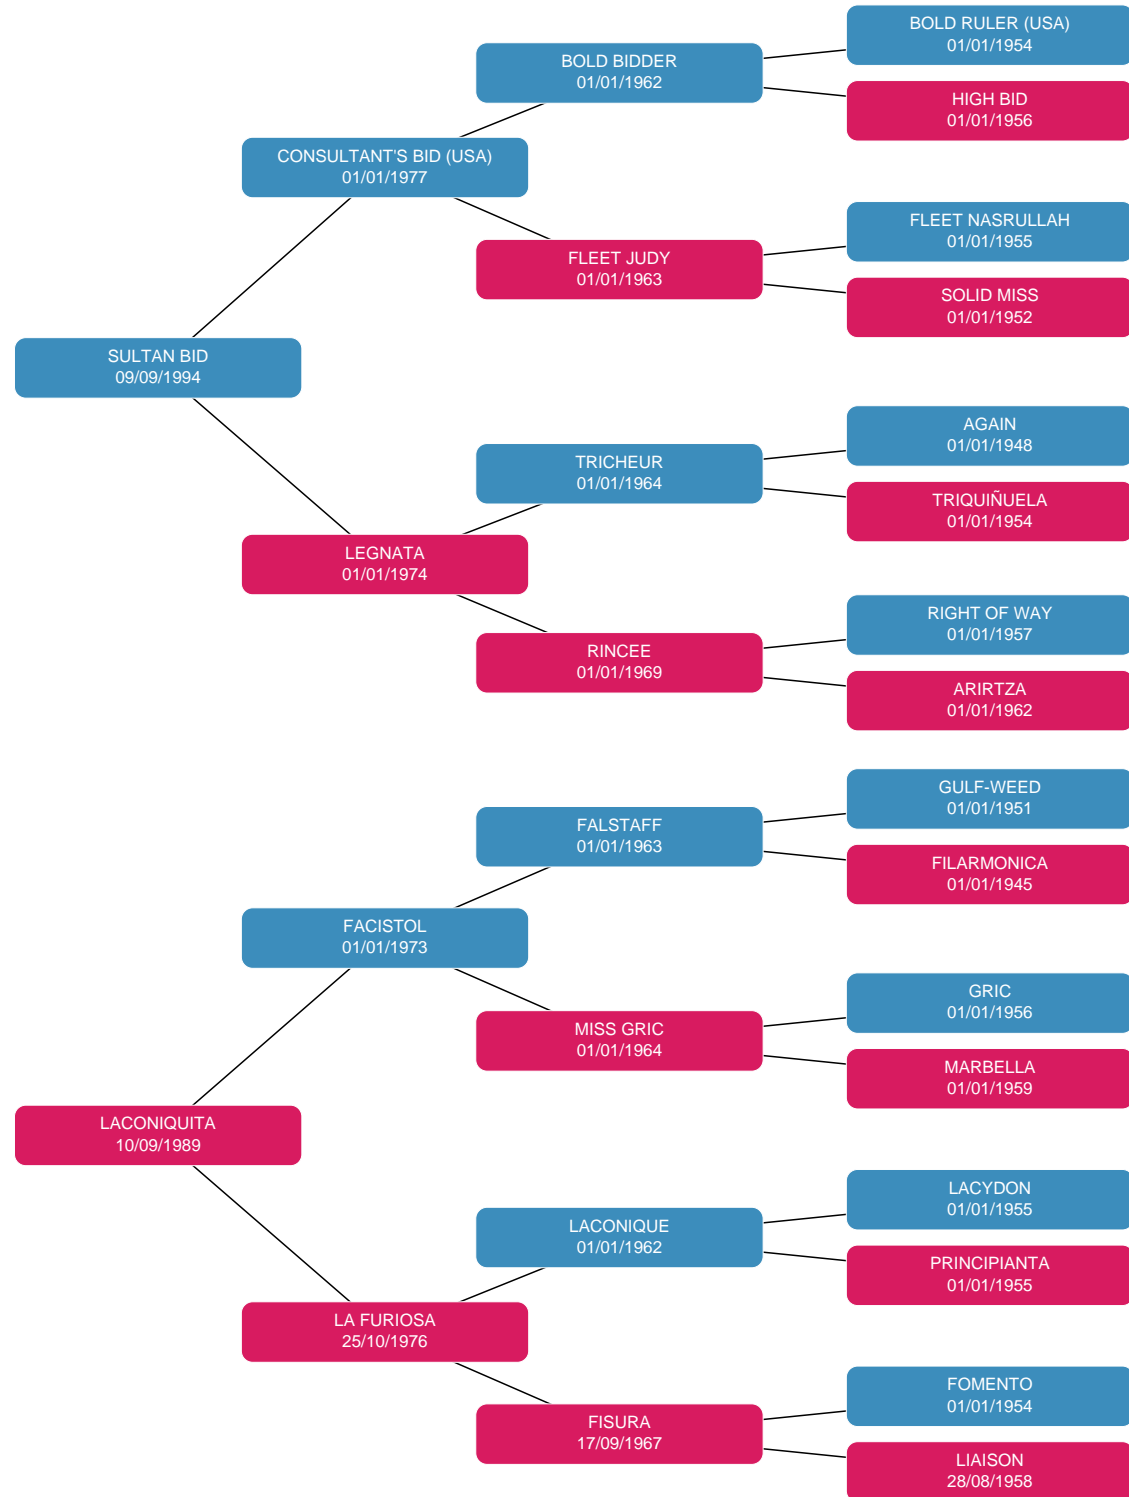 BOLD RULER (USA)
01/01/1954
BOLD BIDDER
01/01/1962
HIGH BID
01/01/1956
CONSULTANT'S BID (USA)
01/01/1977
FLEET NASRULLAH
01/01/1955
FLEET JUDY
01/01/1963
SOLID MISS
01/01/1952
SULTAN BID
09/09/1994
AGAIN
01/01/1948
TRICHEUR
01/01/1964
TRIQUIÑUELA
01/01/1954
LEGNATA
01/01/1974
RIGHT OF WAY
01/01/1957
RINCEE
01/01/1969
ARIRTZA
01/01/1962
GULF-WEED
01/01/1951
FALSTAFF
01/01/1963
FILARMONICA
01/01/1945
FACISTOL
01/01/1973
GRIC
01/01/1956
MISS GRIC
01/01/1964
MARBELLA
01/01/1959
LACONIQUITA
10/09/1989
LACYDON
01/01/1955
LACONIQUE
01/01/1962
PRINCIPIANTA
01/01/1955
LA FURIOSA
25/10/1976
FOMENTO
01/01/1954
FISURA
17/09/1967
LIAISON
28/08/1958